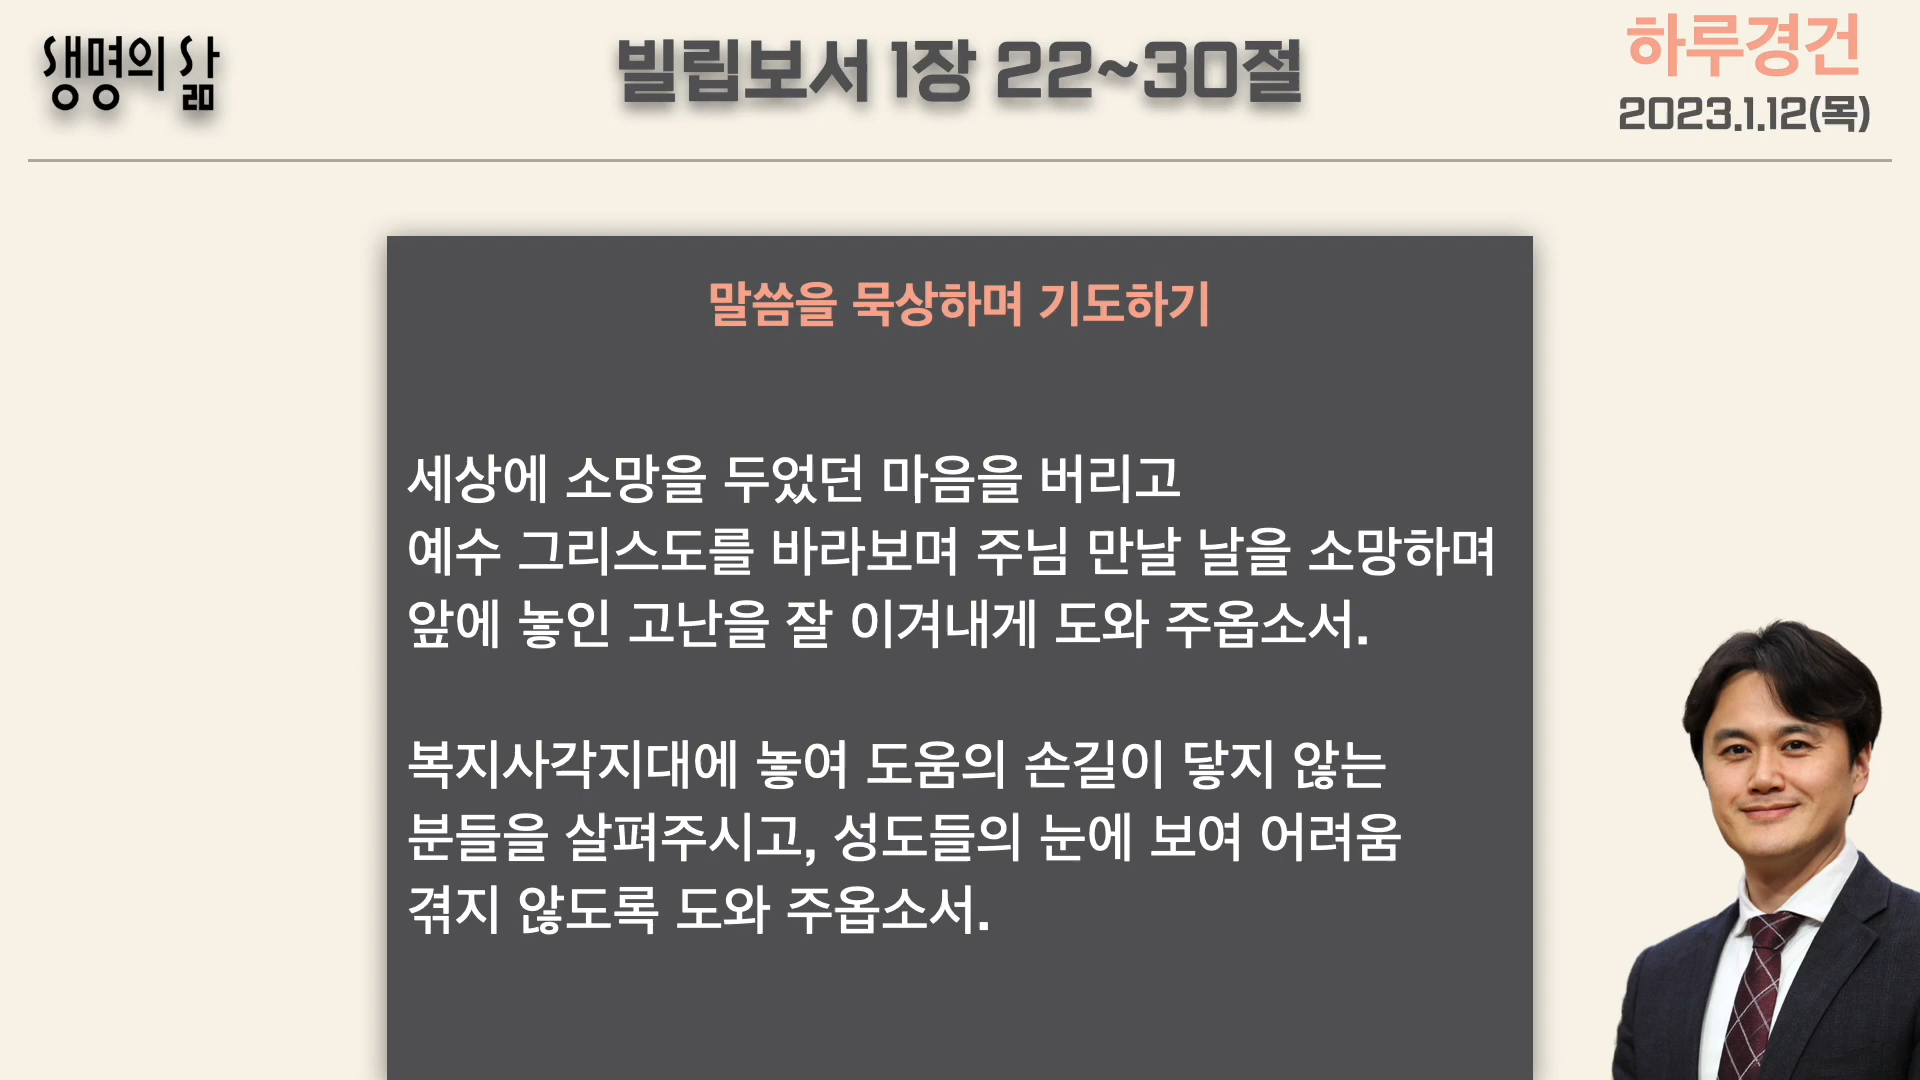 생명의 삶
빌립보서 1장 22~30절
하루경건
2023.1.12(목)
말씀을 묵상하며 기도하기
세상에 소망을 두었던 마음을 버리고
예수 그리스도를 바라보며 주님 만날 날을 소망하며
앞에 놓인 고난을 잘 이겨내게 도와 주옵소서.
복지사각지대에 놓여 도움의 손길이 닿지 않는
분들을 살펴주시고, 성도들의 눈에 보여 어려움
겪지 않도록 도와 주옵소서.